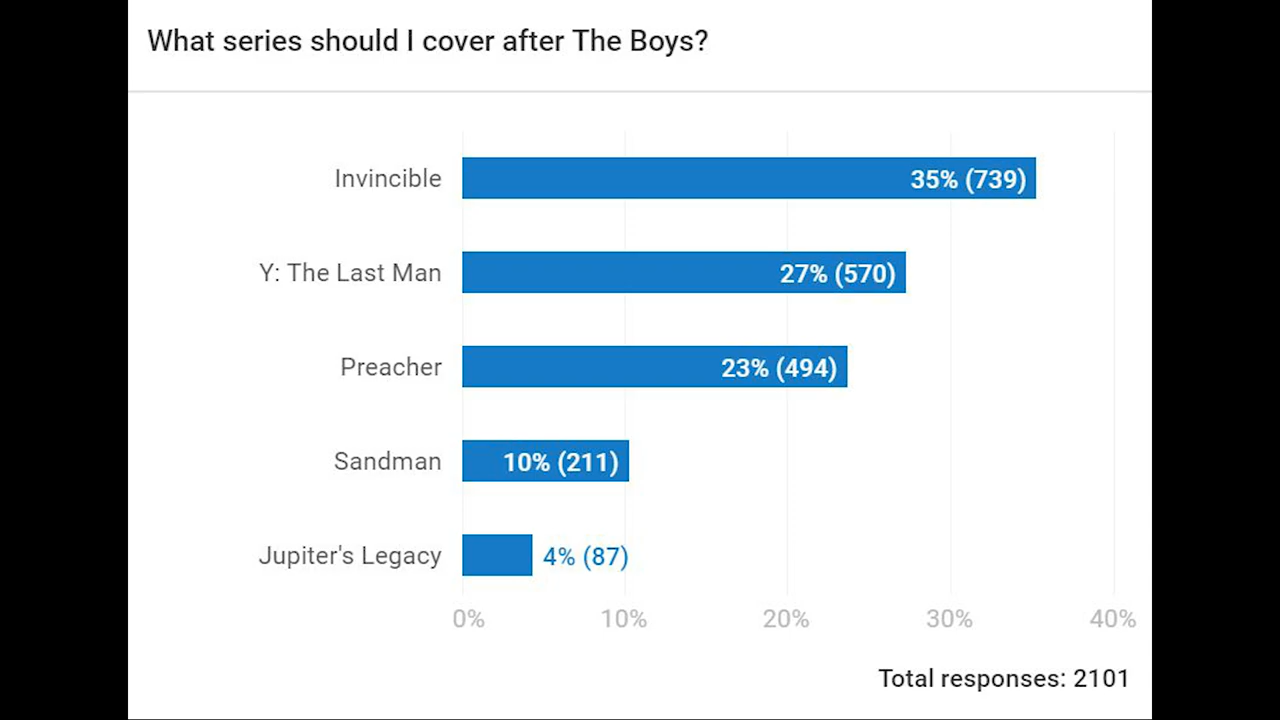 What series should I cover after The Boys?
Invincible 35% (739)
Y: The Last Man 27% (570)
Preacher 23% (494)
Sandman 10% (211)
Jupiter's Legacy 4% (87)
0% 10% 20% 30% 40%
Total responses: 2101